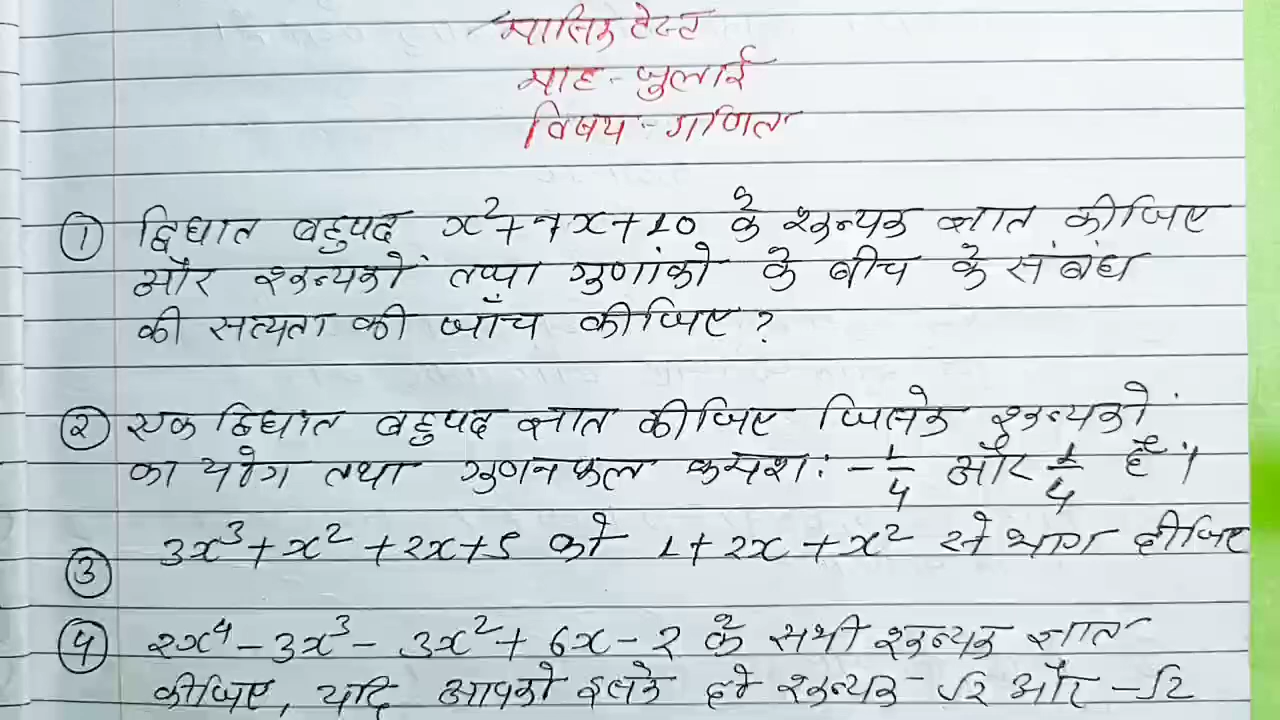 मासिक टेस्ट
माह - जुलाई
विषय - गणित
① द्विघात बहुपद x²+7x+10 के शून्यक ज्ञात कीजिए
और शून्यकों तथा गुणांको के बीच के संबंध
की सत्यता की जाँच कीजिए?
② एक द्विघात बहुपद ज्ञात कीजिए जिसके शून्यकों
का योग तथा गुणनफल क्रमश: -1/4 और 1/4 हैं।
③ 3x³+x²+2x+5 को 1+2x+x² से भाग दीजिए
④ 2x⁴-3x³-3x²+6x-2 के सभी शून्यक ज्ञात
कीजिए, यदि आपको इसके दो शून्यक √2 और -√2